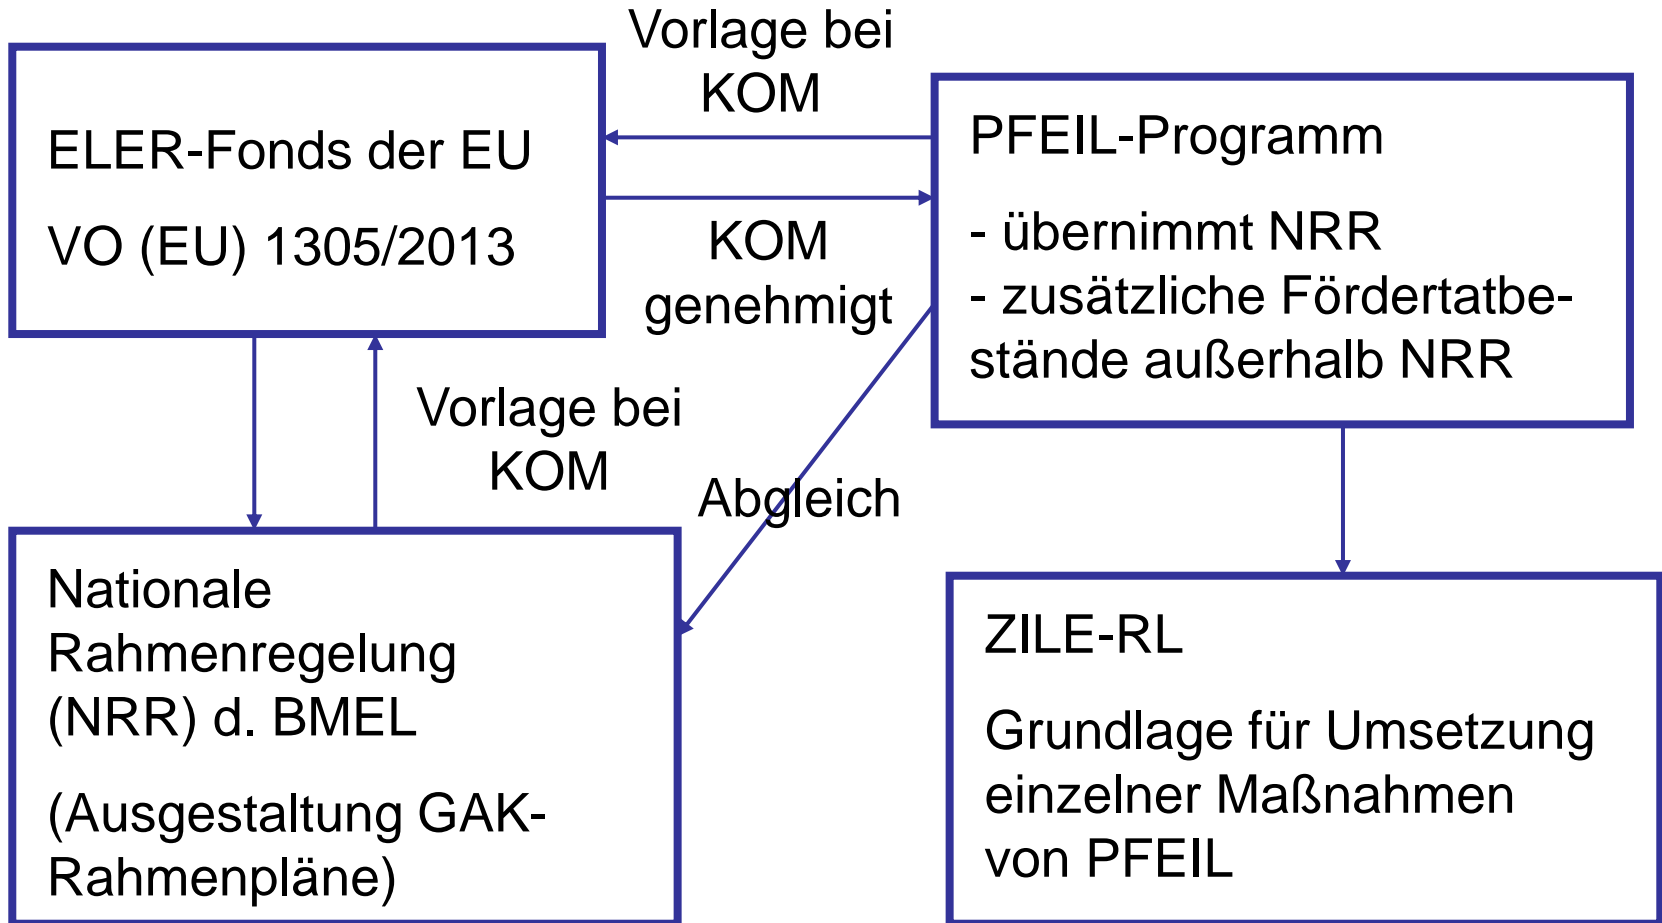 Vorlage bei
KOM
ELER-Fonds der EU
VO (EU) 1305/2013
KOM
genehmigt
PFEIL-Programm
- übernimmt NRR
- zusätzliche Fördertatbe-
stände außerhalb NRR
Vorlage bei
KOM
Abgleich
Nationale
Rahmenregelung
(NRR) d. BMEL
(Ausgestaltung GAK-
Rahmenpläne)
ZILE-RL
Grundlage für Umsetzung
einzelner Maßnahmen
von PFEIL